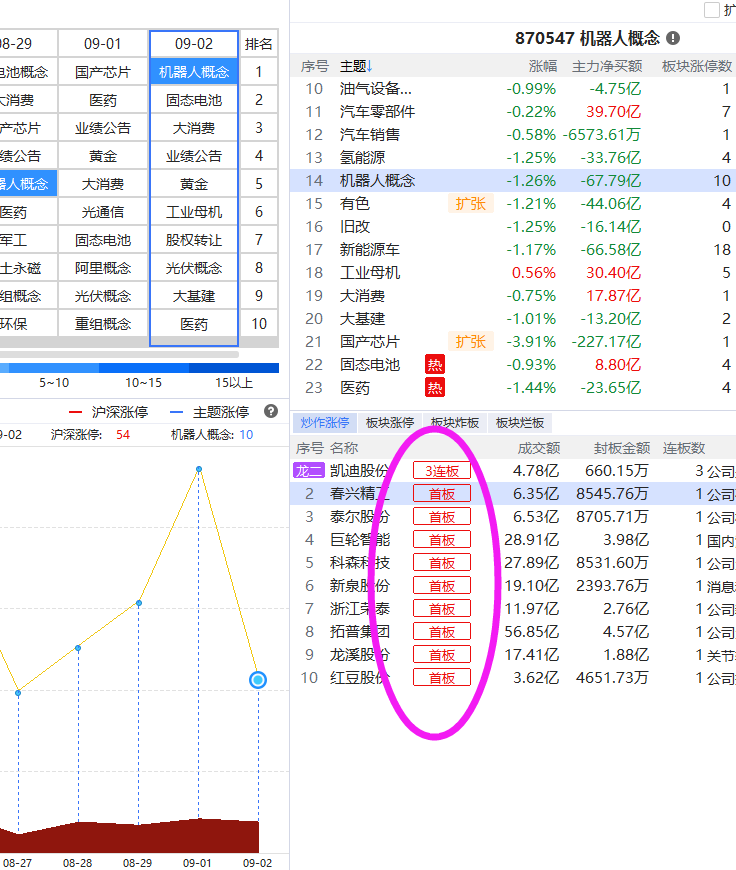 扩
08-29 09-01 09-02 排名
电池概念 国产芯片 机器人概念 1
大消费 医药 固态电池 2
产芯片 业绩公告 大消费 3
绩公告 黄金 业绩公告 4
器人概念 大消费 黄金 5
医药 光通信 工业母机 6
军工 固态电池 股权转让 7
土永磁 阿里概念 光伏概念 8
组概念 光伏概念 大基建 9
环保 重组概念 医药 10
5~10 10~15 15以上
沪深涨停 主题涨停 ?
09-02 沪深涨停: 54 机器人概念: 10
08-27 08-28 08-29 09-01 09-02
870547 机器人概念
序号 主题↓ 涨幅 主力净买额 板块涨停数
10 油气设备... -0.99% -4.75亿 1
11 汽车零部件 -0.22% 39.70亿 7
12 汽车销售 -0.58% -6573.61万 1
13 氢能源 -1.25% -33.76亿 4
14 机器人概念 -1.26% -67.79亿 10
15 有色 扩张 -1.21% -44.06亿 4
16 旧改 -1.25% -16.14亿 0
17 新能源车 -1.17% -66.58亿 18
18 工业母机 0.56% 30.40亿 5
19 大消费 -0.75% 17.87亿 1
20 大基建 -1.01% -13.20亿 2
21 国产芯片 扩张 -3.91% -227.17亿 1
22 固态电池 热 -0.93% 8.80亿 4
23 医药 热 -1.44% -23.65亿 4
炒作涨停 板块涨停 板块炸板 板块烂板
序号 名称 成交额 封板金额 连板数
龙二 凯迪股份 3连板 4.78亿 660.15万 3 公司
2 春兴精工 首板 6.35亿 8545.76万 1 公司
3 泰尔股份 首板 6.53亿 8705.71万 1 公司
4 巨轮智能 首板 28.91亿 3.98亿 1 国内
5 科森科技 首板 27.89亿 8531.60万 1 公司
6 新泉股份 首板 19.10亿 2393.76万 1 消息
7 浙江荣泰 首板 11.97亿 2.76亿 1 公司
8 拓普集团 首板 56.85亿 4.57亿 1 公司
9 龙溪股份 首板 17.41亿 1.88亿 1 关节
10 红豆股份 首板 3.62亿 4651.73万 1 公司